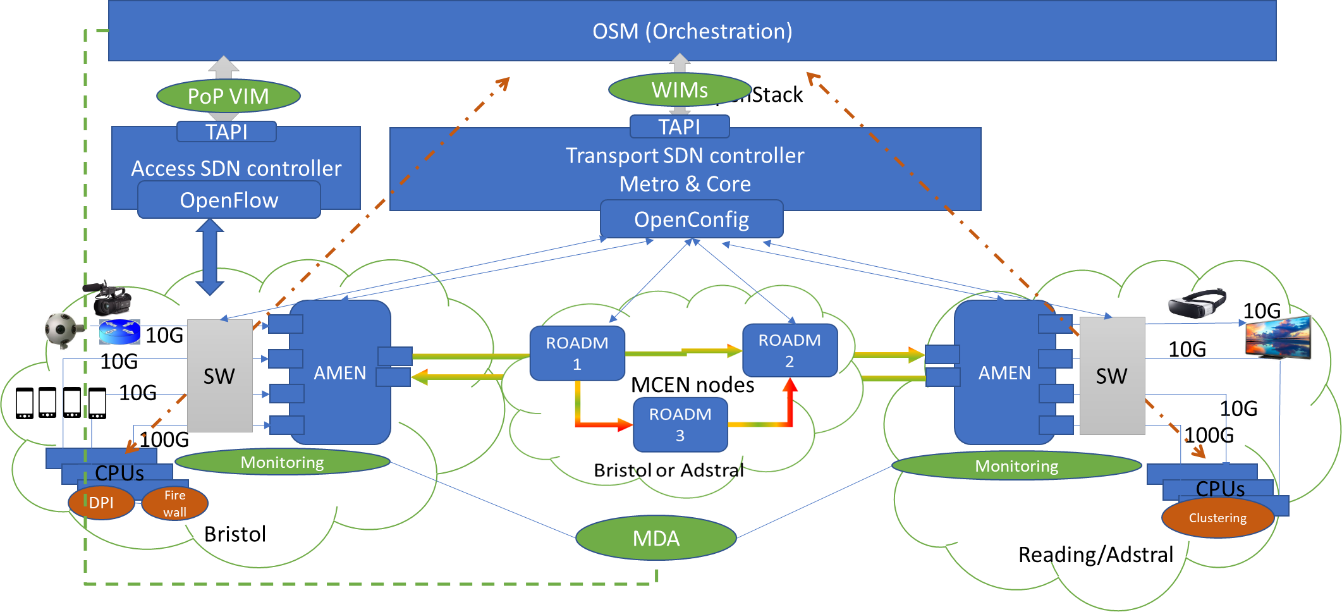 OSM (Orchestration)
PoP VIM
WIMs
enStack
TAPI
TAPI
Access SDN controller
Transport SDN controller
Metro & Core
OpenFlow
OpenConfig
10G
10G
10G
100G
SW
AMEN
ROADM
1
ROADM
2
MCEN nodes
ROADM
3
Bristol or Adstral
AMEN
SW
10G
10G
10G
100G
Monitoring
Monitoring
CPUs
DPI
Fire
wall
Bristol
MDA
CPUs
Clustering
Reading/Adstral